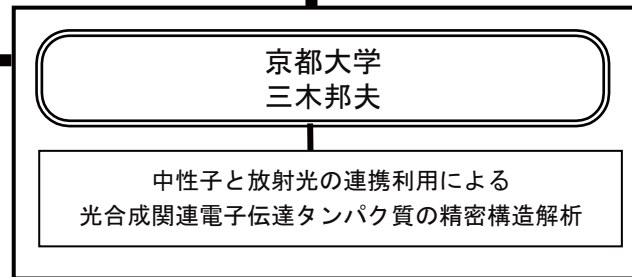 京都大学
三木邦夫
中性子と放射光の連携利用による
光合成関連電子伝達タンパク質の精密構造解析